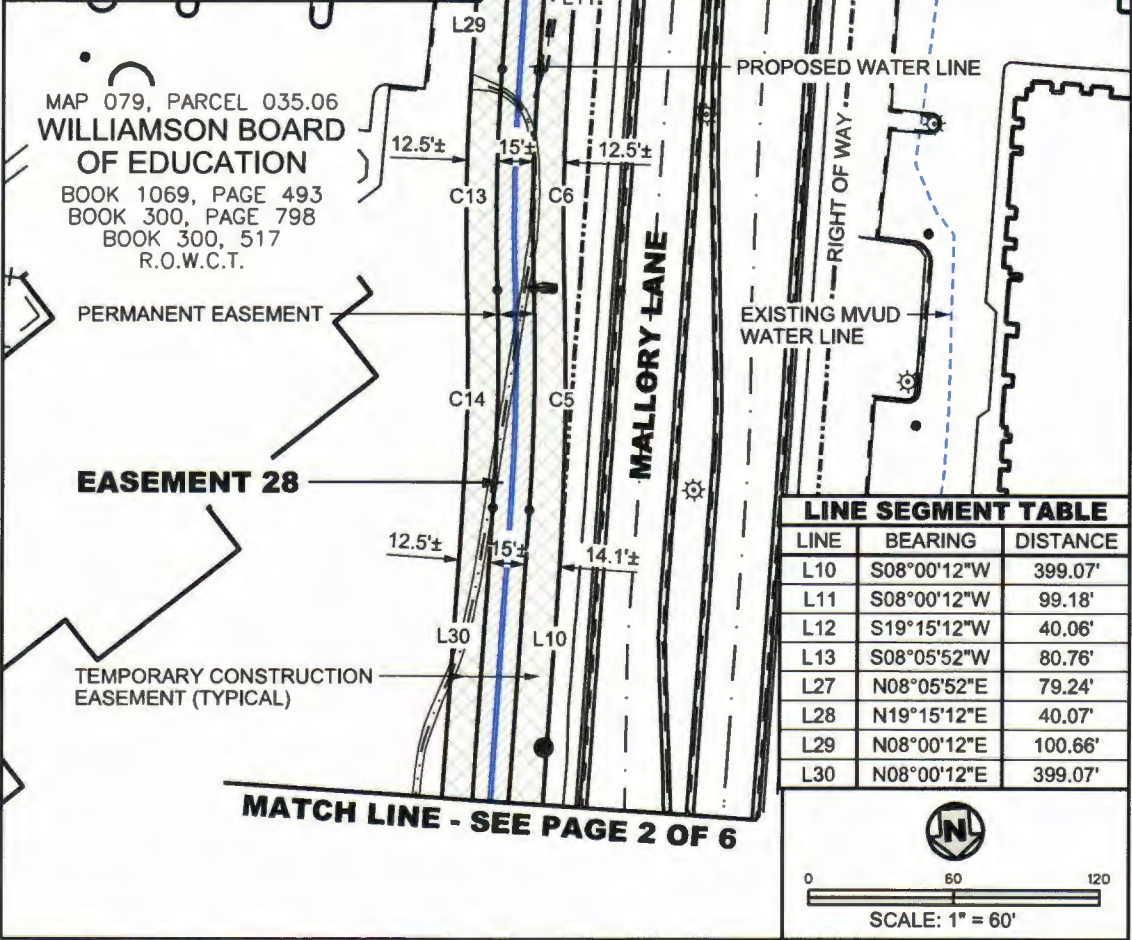 L29
L11
PROPOSED WATER LINE
MAP 079, PARCEL 035.06
WILLIAMSON BOARD
OF EDUCATION
BOOK 1069, PAGE 493
BOOK 300, PAGE 798
BOOK 300, 517
R.O.W.C.T.
12.5'±
15'±
12.5'±
C13
C6
RIGHT OF WAY
MALLORY LANE
PERMANENT EASEMENT
EXISTING MVUD
WATER LINE
C14
C5
EASEMENT 28
12.5'±
15'±
14.1'±
L30
L10
TEMPORARY CONSTRUCTION
EASEMENT (TYPICAL)
MATCH LINE - SEE PAGE 2 OF 6
LINE SEGMENT TABLE
LINE BEARING DISTANCE
L10 S08°00'12"W 399.07'
L11 S08°00'12"W 99.18'
L12 S19°15'12"W 40.06'
L13 S08°05'52"W 80.76'
L27 N08°05'52"E 79.24'
L28 N19°15'12"E 40.07'
L29 N08°00'12"E 100.66'
L30 N08°00'12"E 399.07'
N
0 60 120
SCALE: 1" = 60'